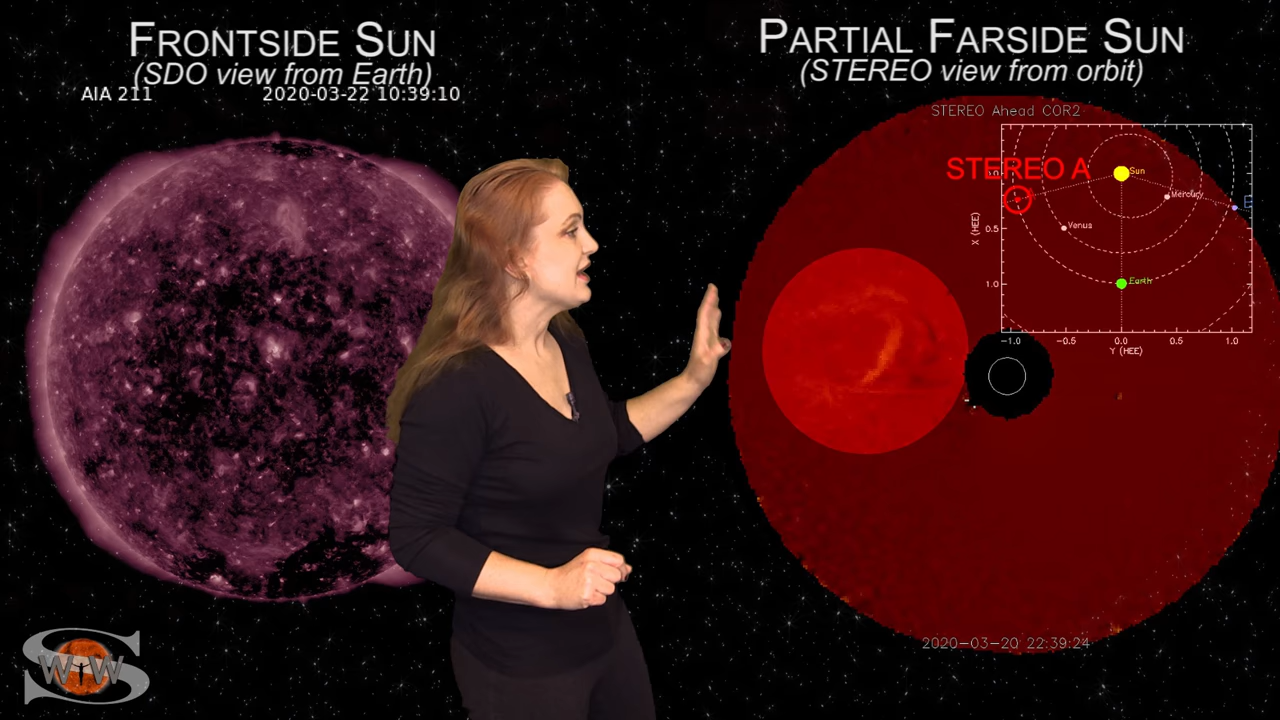 FRONTSIDE SUN
(SDO view from Earth)
AIA 211 2020-03-22 10:39:10
PARTIAL FARSIDE SUN
(STEREO view from orbit)
STEREO Ahead COR2
STEREO A
Sun
Mercury
Venus
Earth
X (HEE)
0.5
1.0
-1.0 -0.5 0.0 0.5 1.0
Y (HEE)
2020-03-20 22:39:24
S
WTW